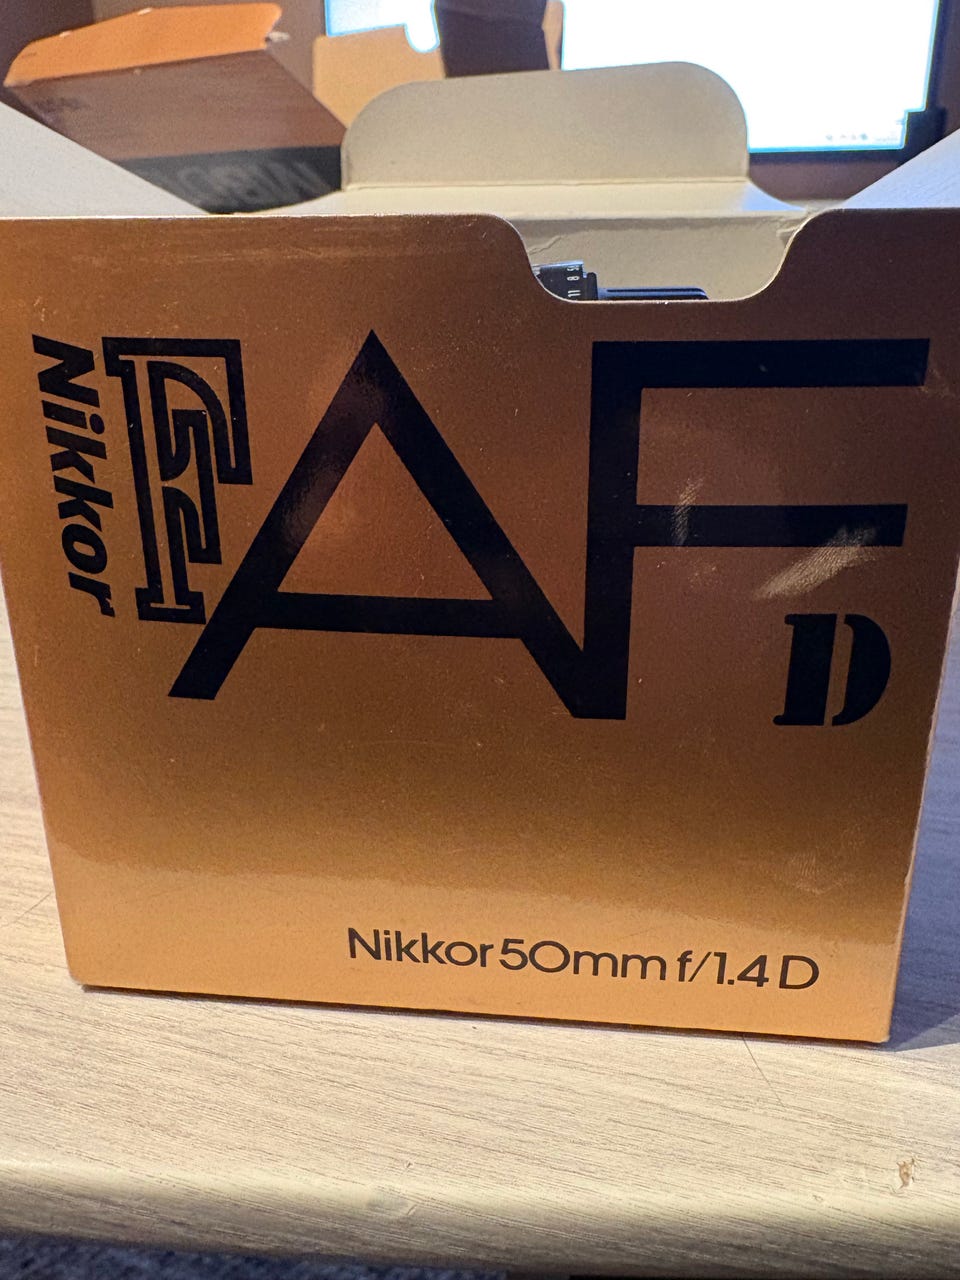 Nikkor
AF
D
Nikkor 50mm f/1.4 D